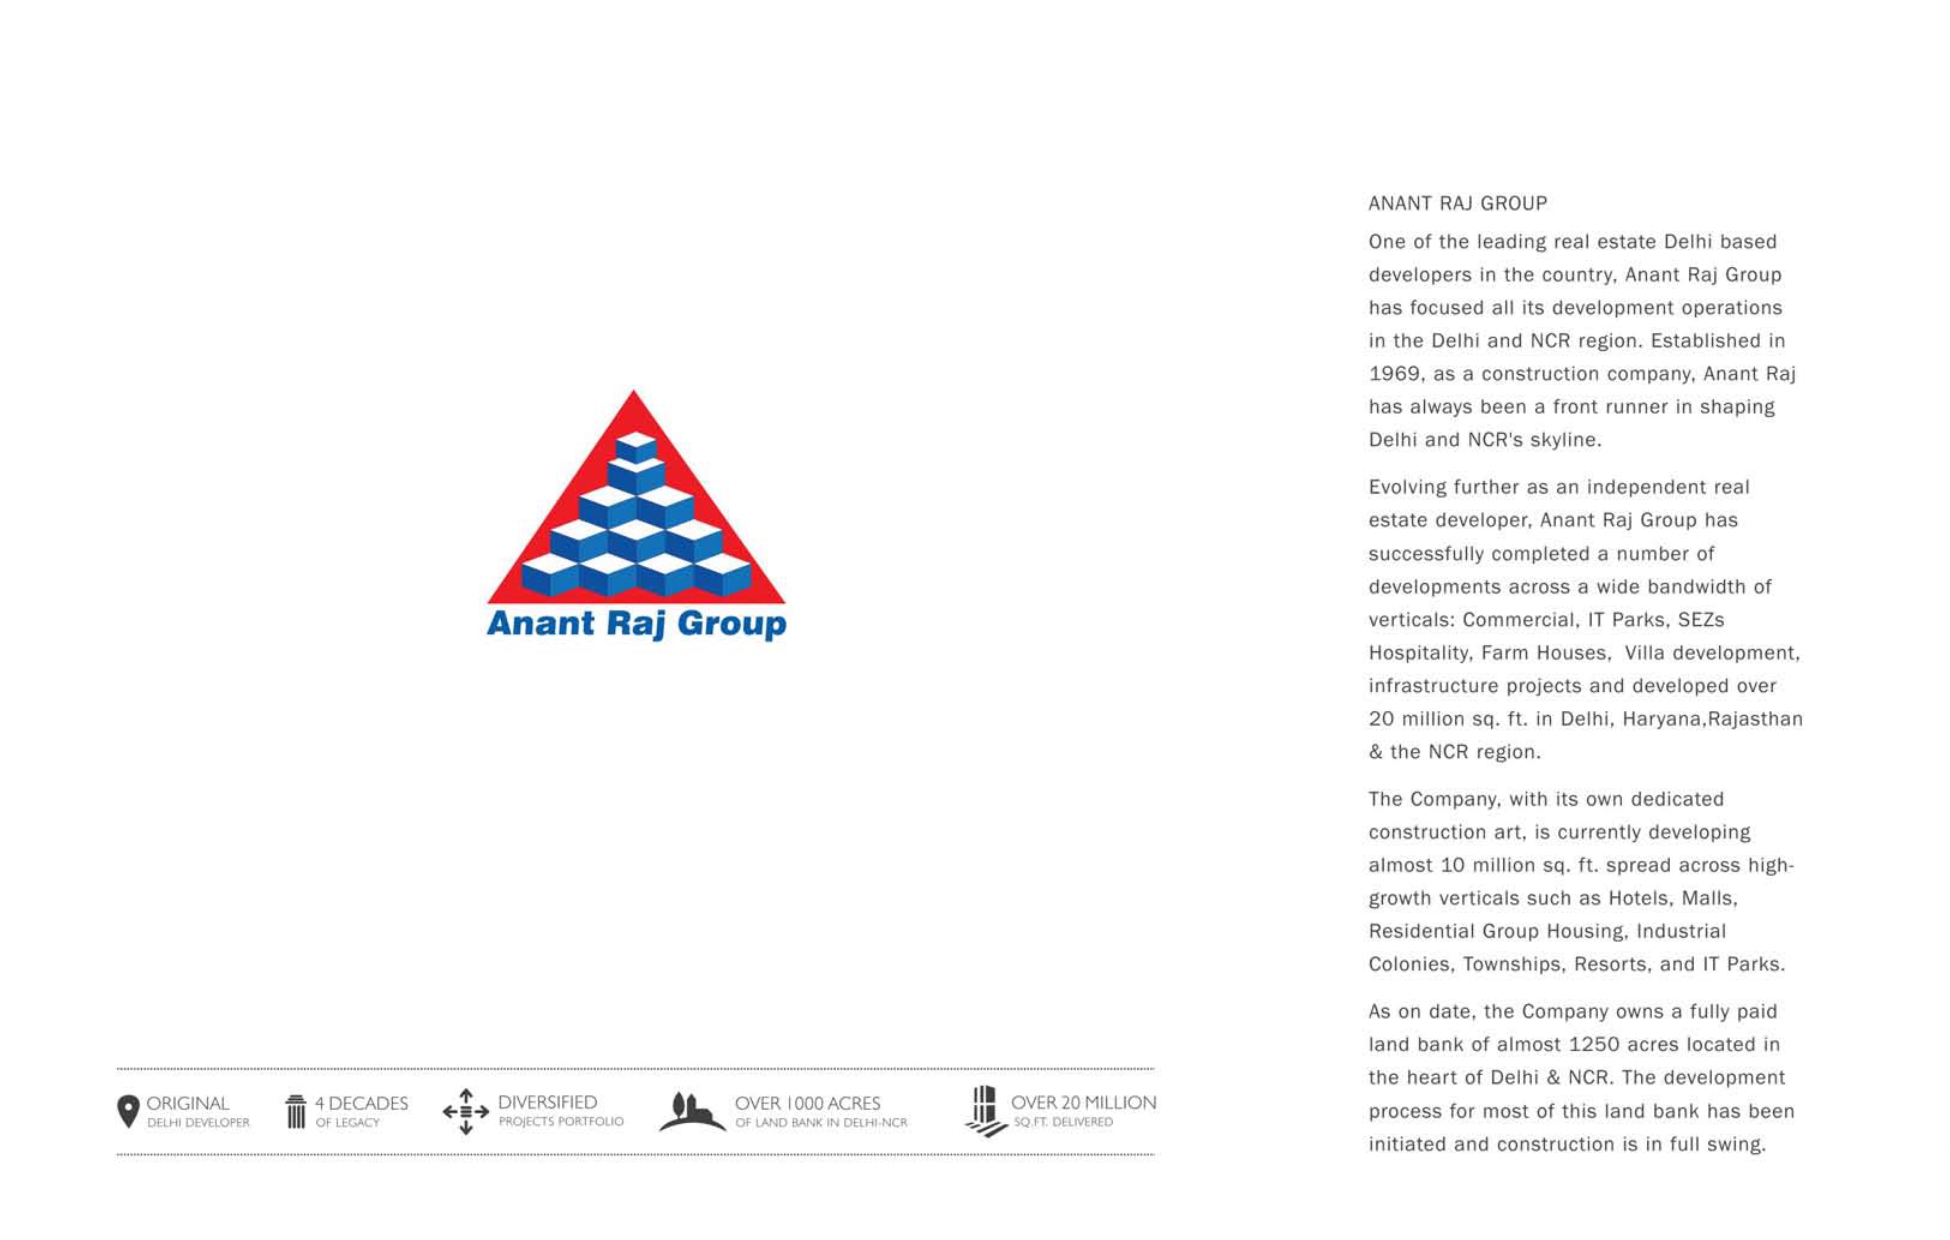 Anant Raj Group
ORIGINAL
DELHI DEVELOPER
4 DECADES
OF LEGACY
DIVERSIFIED
PROJECTS PORTFOLIO
OVER 1000 ACRES
OF LAND BANK IN DELHI-NCR
OVER 20 MILLION
SQ.FT. DELIVERED
ANANT RAJ GROUP
One of the leading real estate Delhi based
developers in the country, Anant Raj Group
has focused all its development operations
in the Delhi and NCR region. Established in
1969, as a construction company, Anant Raj
has always been a front runner in shaping
Delhi and NCR's skyline.
Evolving further as an independent real
estate developer, Anant Raj Group has
successfully completed a number of
developments across a wide bandwidth of
verticals: Commercial, IT Parks, SEZs
Hospitality, Farm Houses,  Villa development,
infrastructure projects and developed over
20 million sq. ft. in Delhi, Haryana,Rajasthan
& the NCR region.
The Company, with its own dedicated
construction art, is currently developing
almost 10 million sq. ft. spread across high-
growth verticals such as Hotels, Malls,
Residential Group Housing, Industrial
Colonies, Townships, Resorts, and IT Parks.
As on date, the Company owns a fully paid
land bank of almost 1250 acres located in
the heart of Delhi & NCR. The development
process for most of this land bank has been
initiated and construction is in full swing.